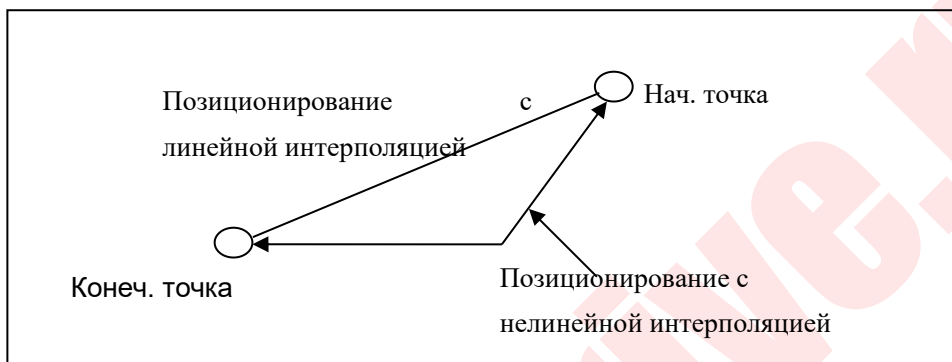 Позиционирование с
линейной интерполяцией
Нач. точка
Конеч. точка
Позиционирование с
нелинейной интерполяцией